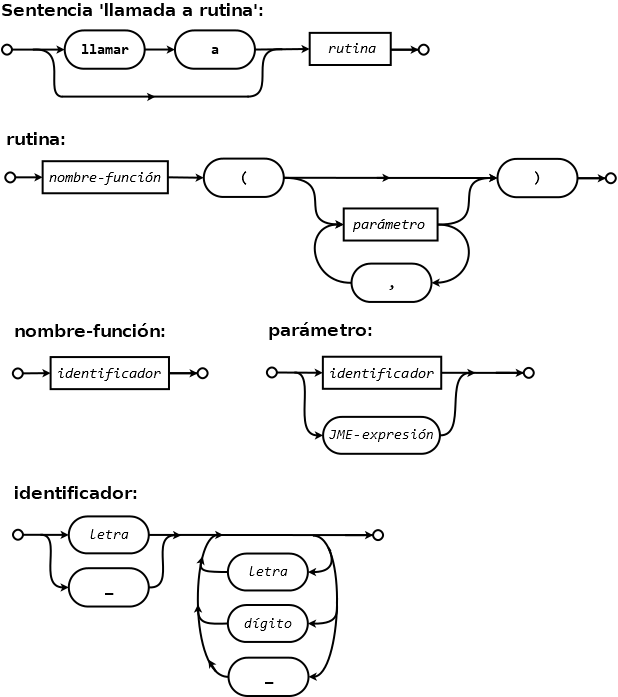 Sentencia 'llamada a rutina':
llamar a rutina
rutina:
nombre-función ( )
parámetro
,
nombre-función: parámetro:
identificador identificador
JME-expresión
identificador:
letra
_
letra
dígito
_